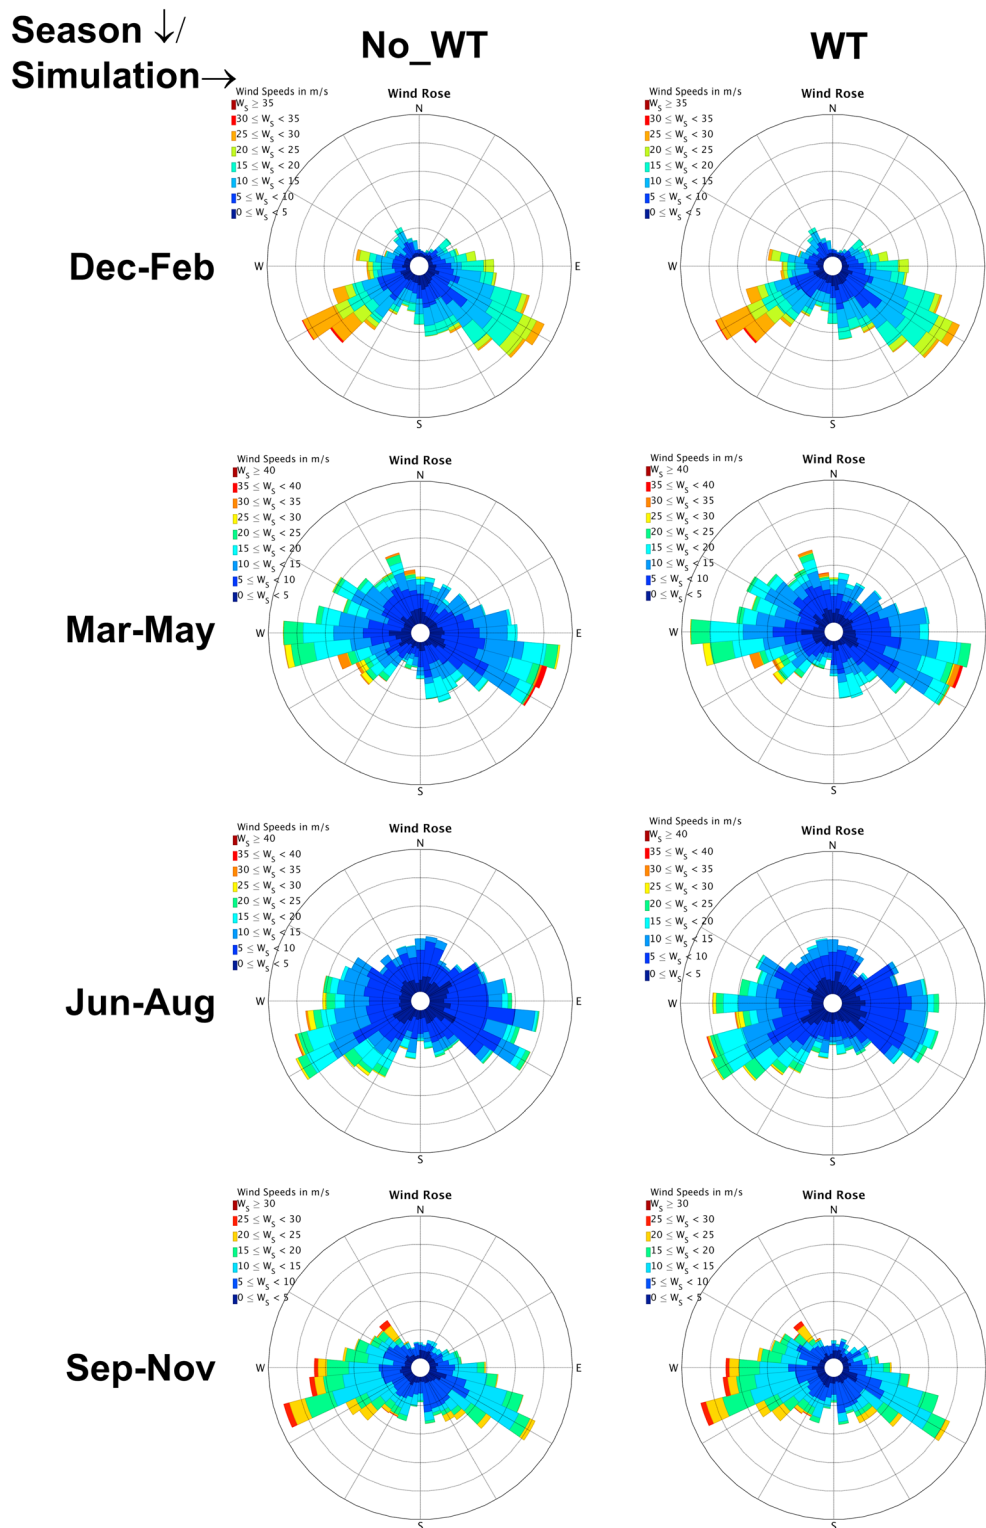 Season ↓/
Simulation→
No_WT
WT
Dec-Feb
Wind Speeds in m/s
W_S ≥ 35
30 ≤ W_S < 35
25 ≤ W_S < 30
20 ≤ W_S < 25
15 ≤ W_S < 20
10 ≤ W_S < 15
5 ≤ W_S < 10
0 ≤ W_S < 5
Wind Rose
N
W
E
S
Wind Speeds in m/s
W_S ≥ 35
30 ≤ W_S < 35
25 ≤ W_S < 30
20 ≤ W_S < 25
15 ≤ W_S < 20
10 ≤ W_S < 15
5 ≤ W_S < 10
0 ≤ W_S < 5
Wind Rose
N
W
E
S
Mar-May
Wind Speeds in m/s
W_S ≥ 40
35 ≤ W_S < 40
30 ≤ W_S < 35
25 ≤ W_S < 30
20 ≤ W_S < 25
15 ≤ W_S < 20
10 ≤ W_S < 15
5 ≤ W_S < 10
0 ≤ W_S < 5
Wind Rose
N
W
E
S
Wind Speeds in m/s
W_S ≥ 40
35 ≤ W_S < 40
30 ≤ W_S < 35
25 ≤ W_S < 30
20 ≤ W_S < 25
15 ≤ W_S < 20
10 ≤ W_S < 15
5 ≤ W_S < 10
0 ≤ W_S < 5
Wind Rose
N
W
E
S
Jun-Aug
Wind Speeds in m/s
W_S ≥ 40
35 ≤ W_S < 40
30 ≤ W_S < 35
25 ≤ W_S < 30
20 ≤ W_S < 25
15 ≤ W_S < 20
10 ≤ W_S < 15
5 ≤ W_S < 10
0 ≤ W_S < 5
Wind Rose
N
W
E
S
Wind Speeds in m/s
W_S ≥ 40
35 ≤ W_S < 40
30 ≤ W_S < 35
25 ≤ W_S < 30
20 ≤ W_S < 25
15 ≤ W_S < 20
10 ≤ W_S < 15
5 ≤ W_S < 10
0 ≤ W_S < 5
Wind Rose
N
W
E
S
Sep-Nov
Wind Speeds in m/s
W_S ≥ 30
25 ≤ W_S < 30
20 ≤ W_S < 25
15 ≤ W_S < 20
10 ≤ W_S < 15
5 ≤ W_S < 10
0 ≤ W_S < 5
Wind Rose
N
W
E
S
Wind Speeds in m/s
W_S ≥ 30
25 ≤ W_S < 30
20 ≤ W_S < 25
15 ≤ W_S < 20
10 ≤ W_S < 15
5 ≤ W_S < 10
0 ≤ W_S < 5
Wind Rose
N
W
E
S